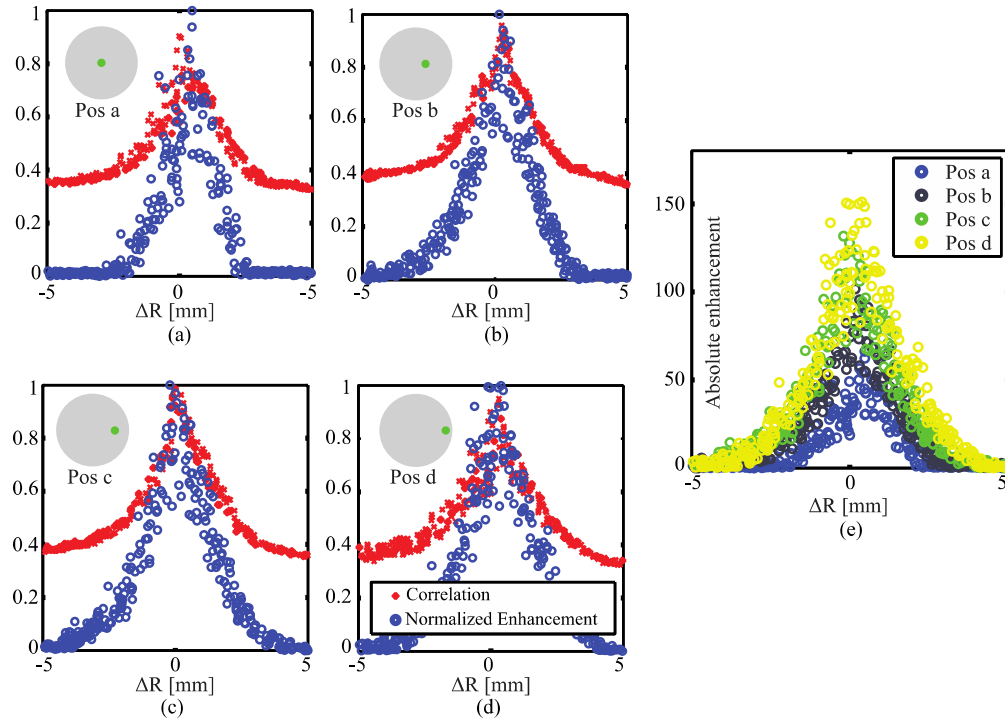 1
0.8
0.6
0.4
0.2
0
Pos a
-5
0
-5
ΔR [mm]
(a)
1
0.8
0.6
0.4
0.2
0
Pos b
-5
0
5
ΔR [mm]
(b)
1
0.8
0.6
0.4
0.2
0
Pos c
-5
0
5
ΔR [mm]
(c)
1
0.8
0.6
0.4
0.2
0
Pos d
Correlation
Normalized Enhancement
-5
0
5
ΔR [mm]
(d)
Absolute enhancement
150
100
50
0
Pos a
Pos b
Pos c
Pos d
-5
0
5
ΔR [mm]
(e)